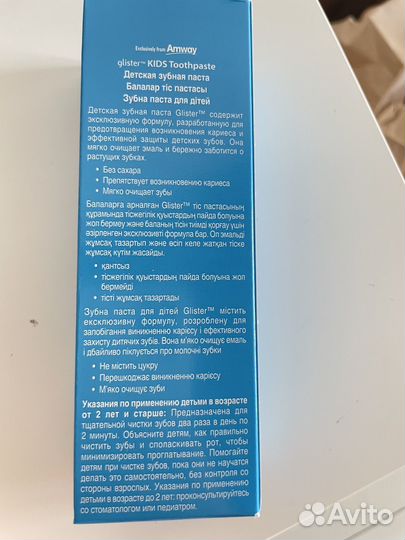 Exclusively from Amway
glister™ KIDS Toothpaste
Детская зубная паста
Балалар тіс пастасы
Зубна паста для дітей
Детская зубная паста Glister™ содержит
эксклюзивную формулу, разработанную для
предотвращения возникновения кариеса и
эффективной защиты детских зубов. Она
мягко очищает эмаль и бережно заботится о
растущих зубках.
• Без сахара
• Препятствует возникновению кариеса
• Мягко очищает зубы
Балаларға арналған Glister™ тіс пастасының
құрамында тісжегілік қуыстардың пайда болуына
жол бермеу және баланың тісін тиімді қорғау үшін
әзірленген эксклюзивті формула бар. Ол эмальді
жұмсақ тазартып және өсіп келе жатқан тіске
жұмсақ күтім жасайды.
• қантсыз
• тісжегілік қуыстардың пайда болуына жол
бермейді
• тісті жұмсақ тазартады
Зубна паста для дітей Glister™ містить
ексклюзивну формулу, розроблену для
запобігання виникненню карієсу і ефективного
захисту дитячих зубів. Вона м'яко очищує емаль
і дбайливо піклується про молочні зубки
• Не містить цукру
• Перешкоджає виникненню карієсу
• М'яко очищує зуби
Указания по применению детьми в возрасте
от 2 лет и старше: Предназначена для
тщательной чистки зубов два раза в день по
2 минуты. Объясните детям, как правильно
чистить зубы и споласкивать рот, чтобы
минимизировать проглатывание. Помогайте
детям при чистке зубов, пока они не научатся
делать это самостоятельно, без контроля со
стороны взрослых. Указания по применению
детьми в возрасте до 2 лет: проконсультируйтесь
со стоматологом или педиатром.
Avito